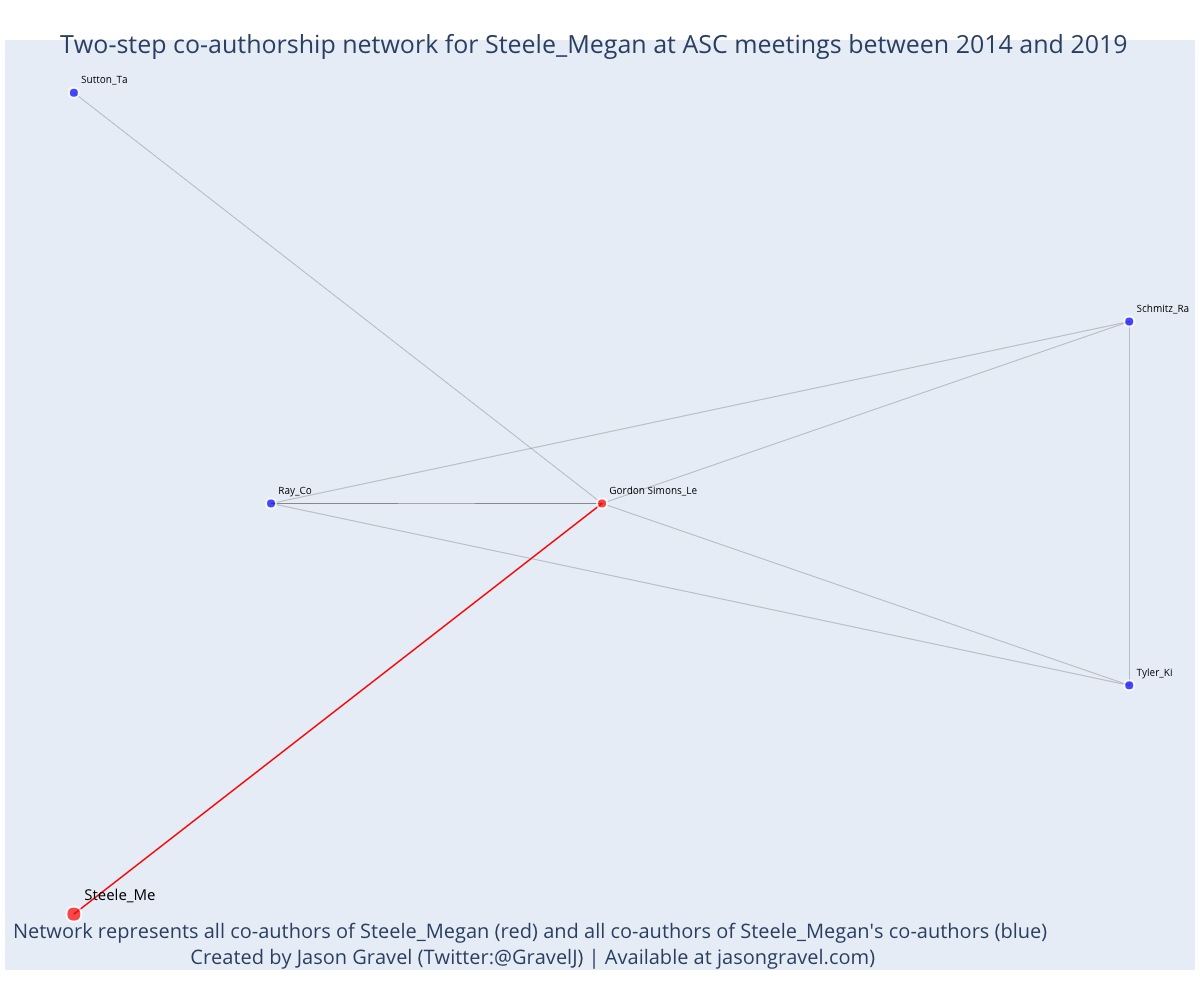 Two-step co-authorship network for Steele_Megan at ASC meetings between 2014 and 2019
Sutton_Ta
Schmitz_Ra
Ray_Co
Gordon Simons_Le
Tyler_Ki
Steele_Me
Network represents all co-authors of Steele_Megan (red) and all co-authors of Steele_Megan's co-authors (blue)
Created by Jason Gravel (Twitter:@GravelJ) | Available at jasongravel.com)